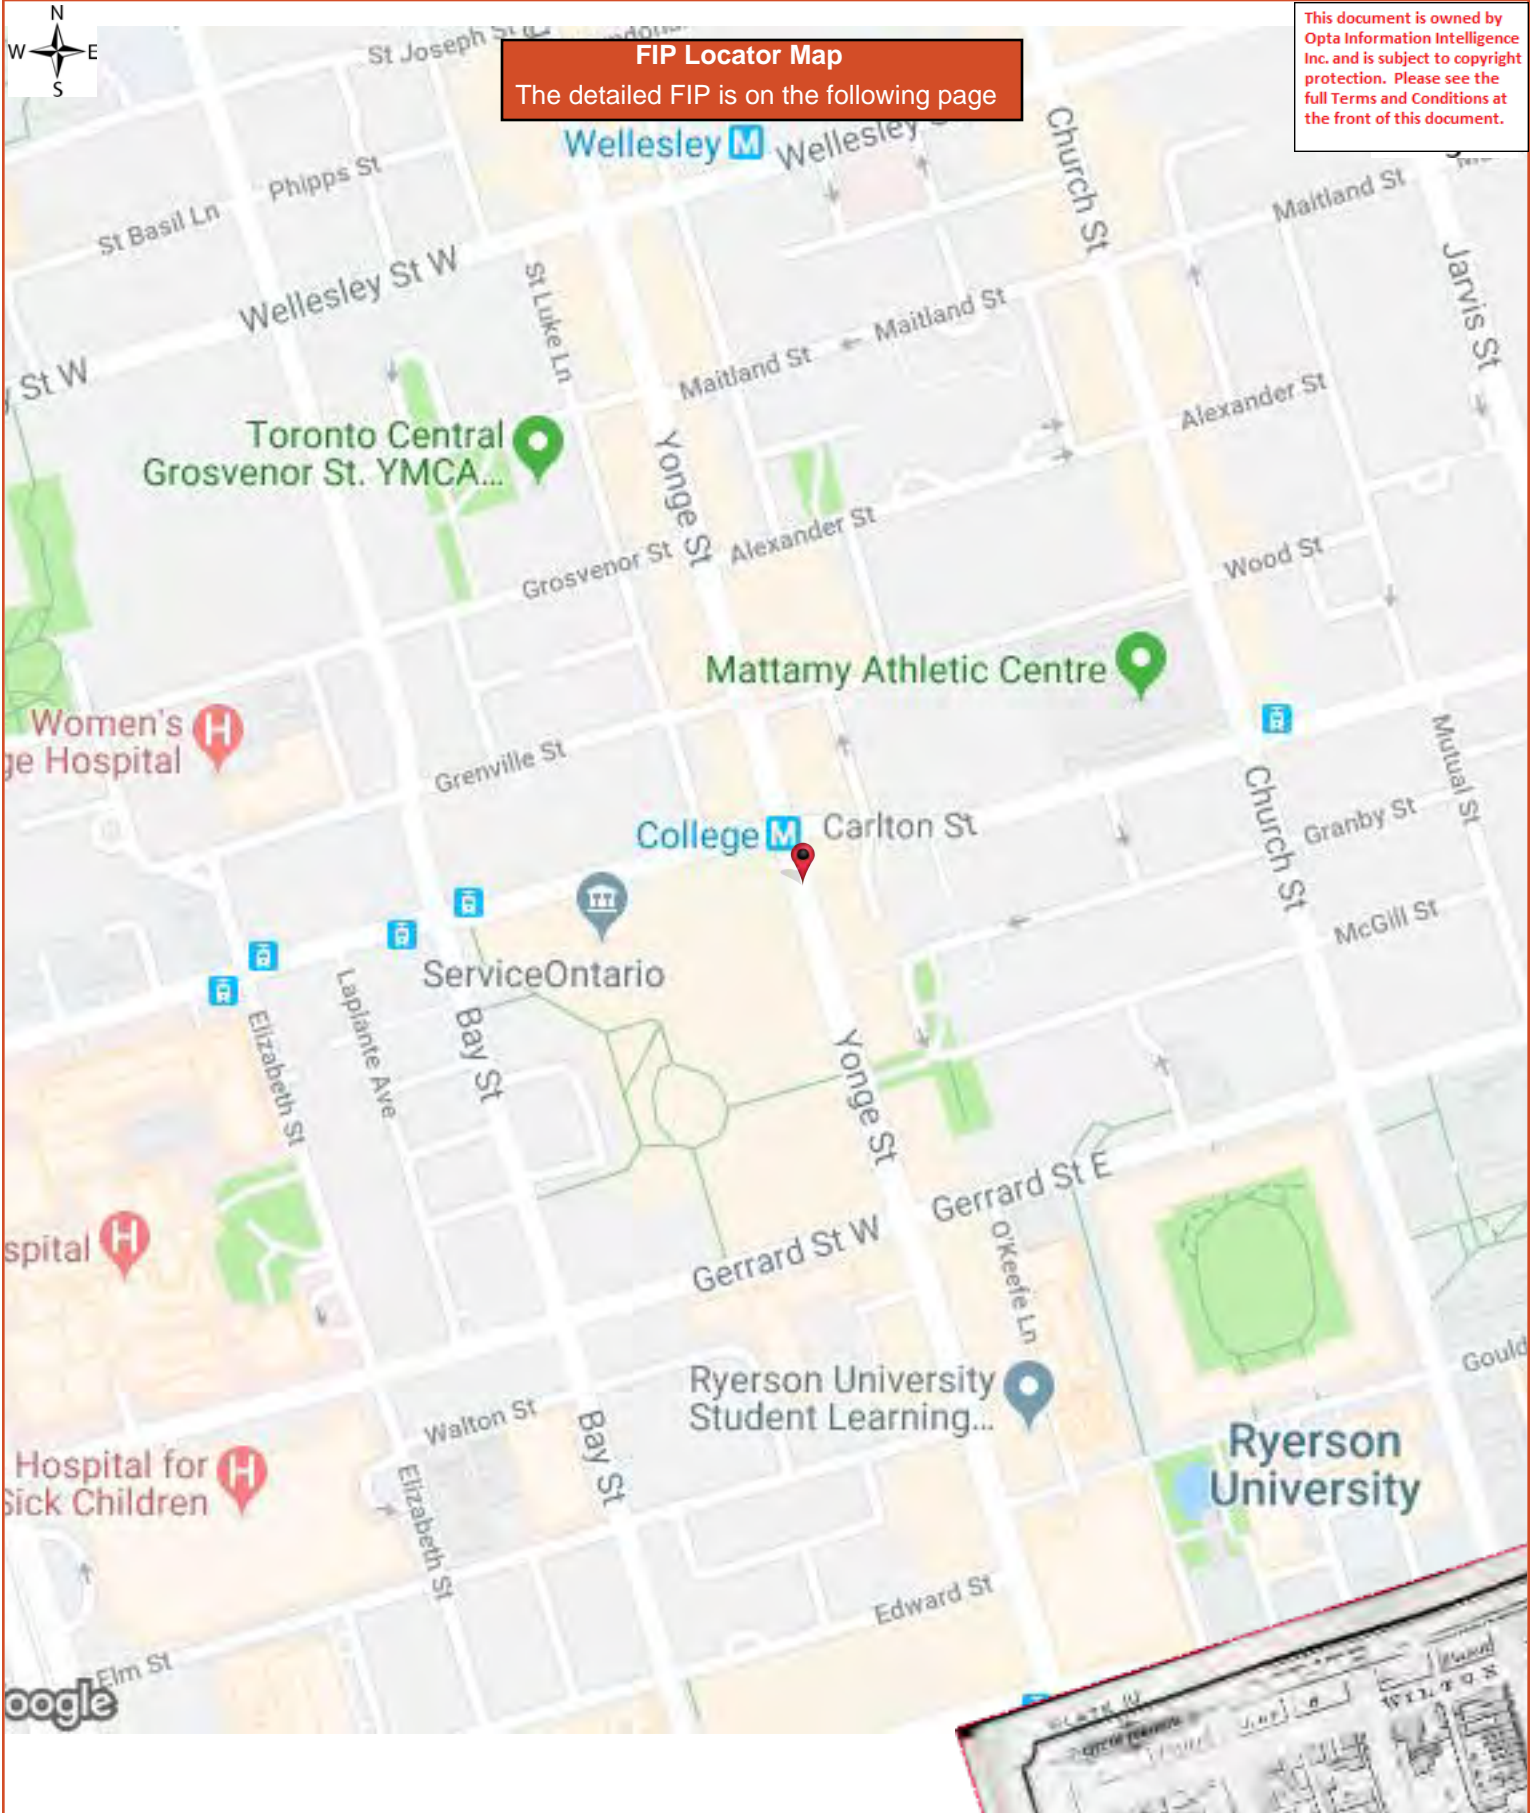 N
W E
S
FIP Locator Map
The detailed FIP is on the following page
This document is owned by
Opta Information Intelligence
Inc. and is subject to copyright
protection. Please see the
full Terms and Conditions at
the front of this document.
St Joseph St
Wellesley M
Wellesley
Church St
Phipps St
St Basil Ln
Maitland St
Wellesley St W
St Luke Ln
Jarvis St
Maitland St
Maitland St
St W
Alexander St
Toronto Central
Grosvenor St. YMCA...
Yonge St
Alexander St
Grosvenor St
Wood St
Mattamy Athletic Centre
Women's
ge Hospital
H
Grenville St
Mutual St
College M
Carlton St
Church St
Granby St
McGill St
ServiceOntario
Laplante Ave
Elizabeth St
Bay St
Yonge St
Gerrard St E
spital
H
Gerrard St W
O'Keefe Ln
Ryerson University
Student Learning...
Gould
Walton St
Bay St
Ryerson
University
Hospital for
Sick Children
H
Elizabeth St
Edward St
Elm St
oogle